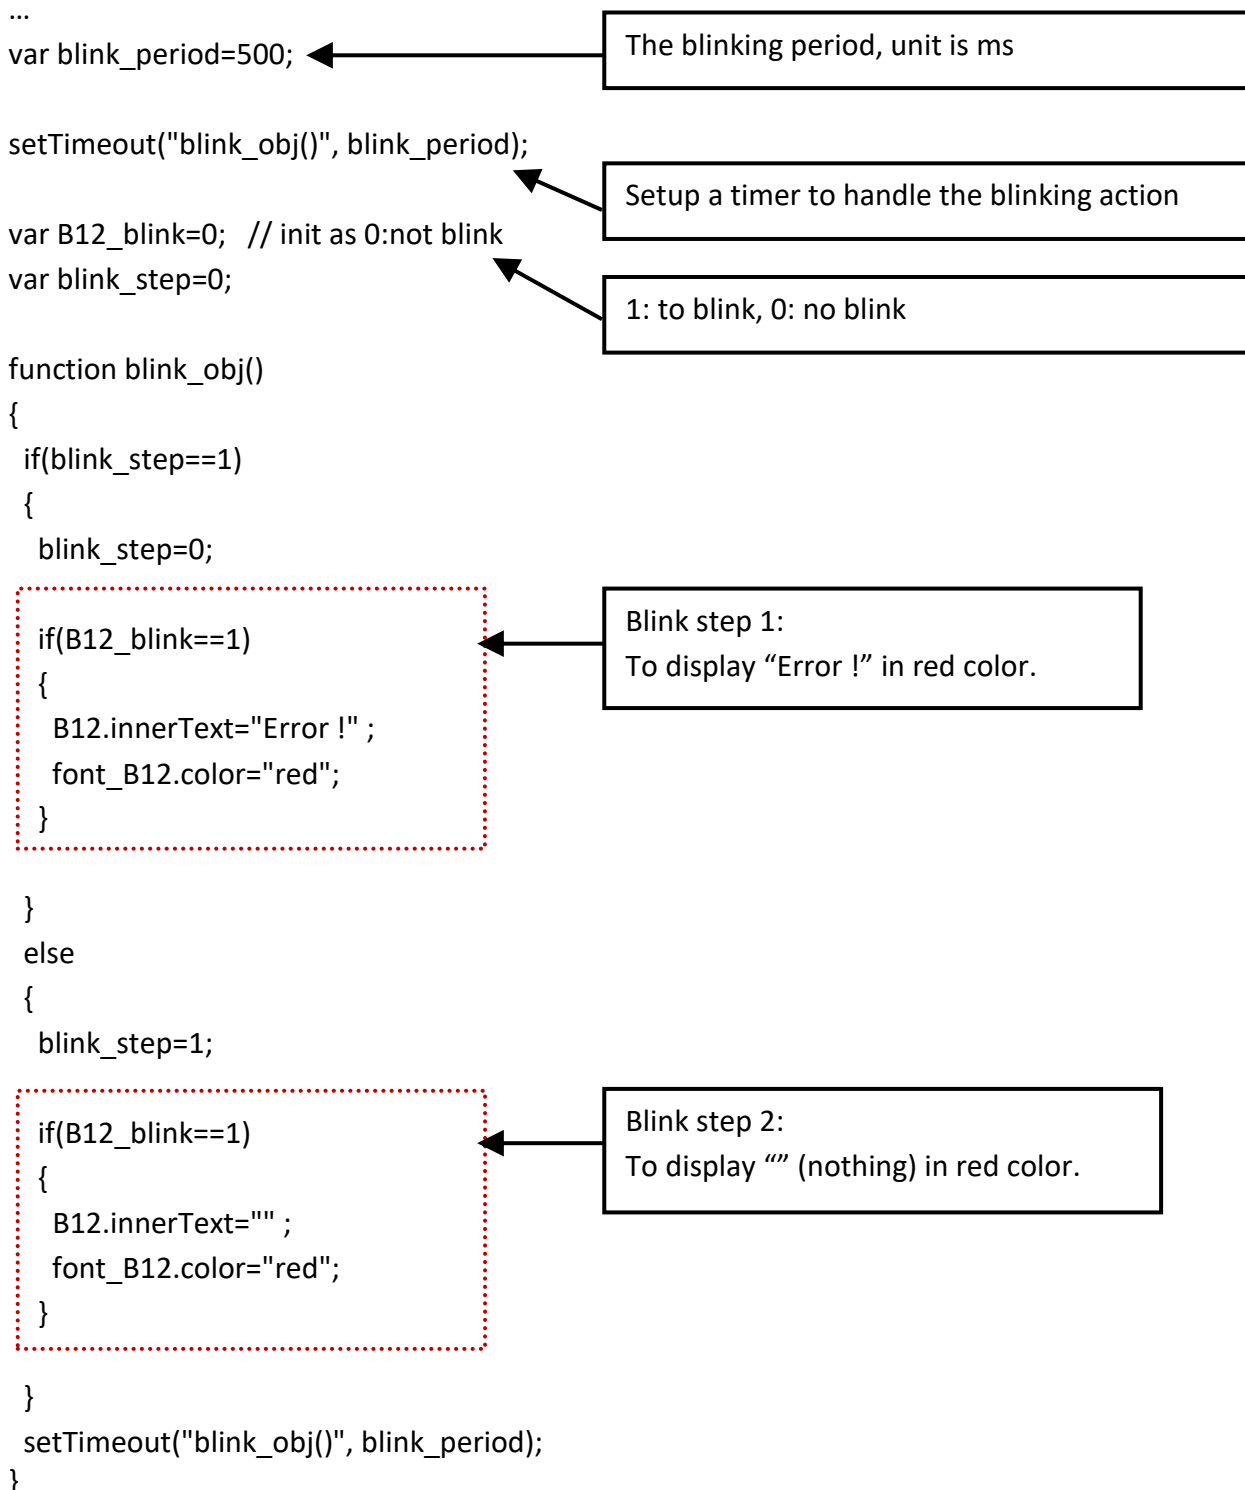 ...
var blink_period=500;
The blinking period, unit is ms
setTimeout("blink_obj()", blink_period);
Setup a timer to handle the blinking action
var B12_blink=0;   // init as 0:not blink
var blink_step=0;
1: to blink, 0: no blink
function blink_obj()
{
if(blink_step==1)
{
blink_step=0;
if(B12_blink==1)
{
B12.innerText="Error !" ;
font_B12.color="red";
}
Blink step 1:
To display “Error !” in red color.
}
else
{
blink_step=1;
if(B12_blink==1)
{
B12.innerText="" ;
font_B12.color="red";
}
Blink step 2:
To display “” (nothing) in red color.
}
setTimeout("blink_obj()", blink_period);
}